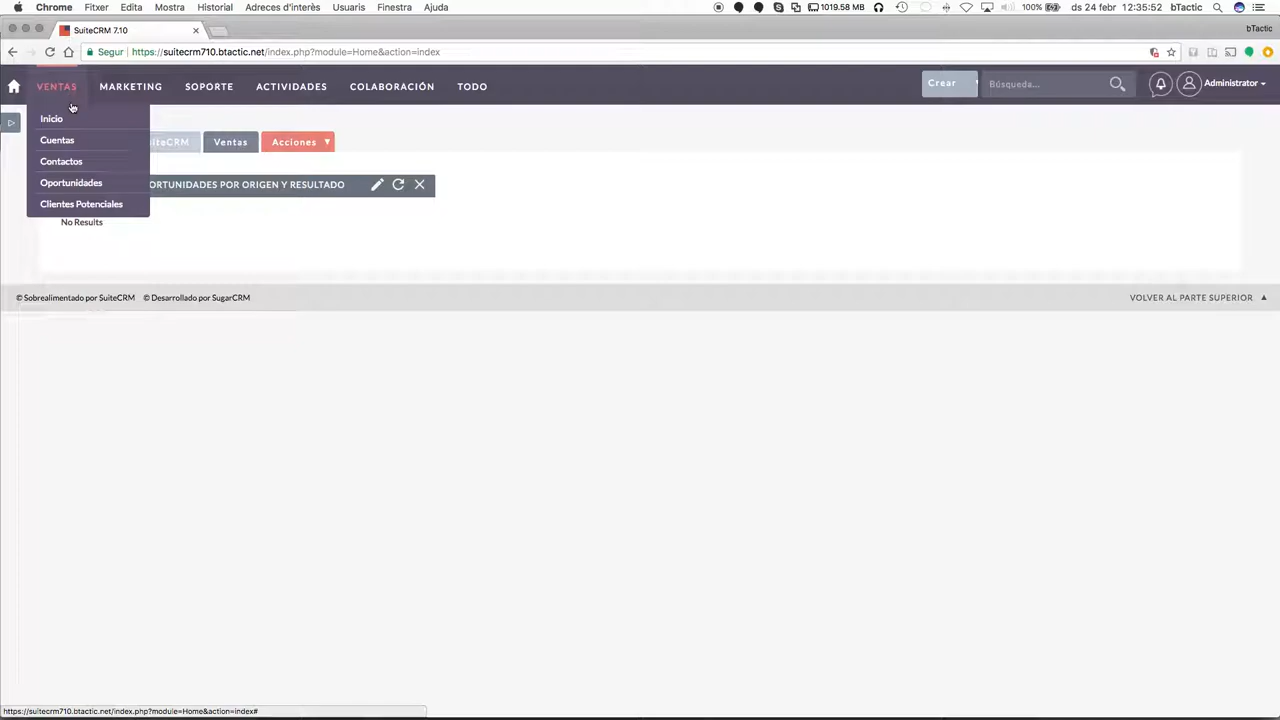 Chrome Fitxer Edita Mostra Historial Adreces d'interès Usuaris Finestra Ajuda 1019.58 MB 100% ds 24 febr 12:35:52 bTactic
SuiteCRM 7.10 bTactic
Segur https://suitecrm710.btactic.net/index.php?module=Home&action=index
VENTAS MARKETING SOPORTE ACTIVIDADES COLABORACIÓN TODO Crear Búsqueda... Administrator
Inicio
Cuentas
Contactos
Oportunidades
Clientes Potenciales
iteCRM Ventas Acciones
ORTUNIDADES POR ORIGEN Y RESULTADO
No Results
© Sobrealimentado por SuiteCRM © Desarrollado por SugarCRM VOLVER AL PARTE SUPERIOR
https://suitecrm710.btactic.net/index.php?module=Home&action=index#